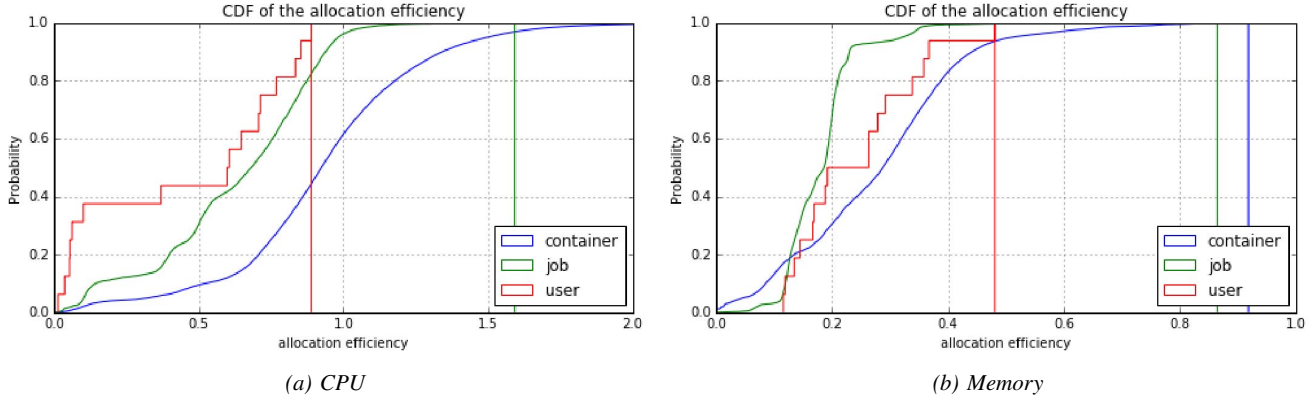 CDF of the allocation efficiency
1.0
0.8
0.6
0.4
0.2
0.0
Probability
container
job
user
0.0 0.5 1.0 1.5 2.0
allocation efficiency
(a) CPU
CDF of the allocation efficiency
1.0
0.8
0.6
0.4
0.2
0.0
Probability
container
job
user
0.0 0.2 0.4 0.6 0.8 1.0
allocation efficiency
(b) Memory